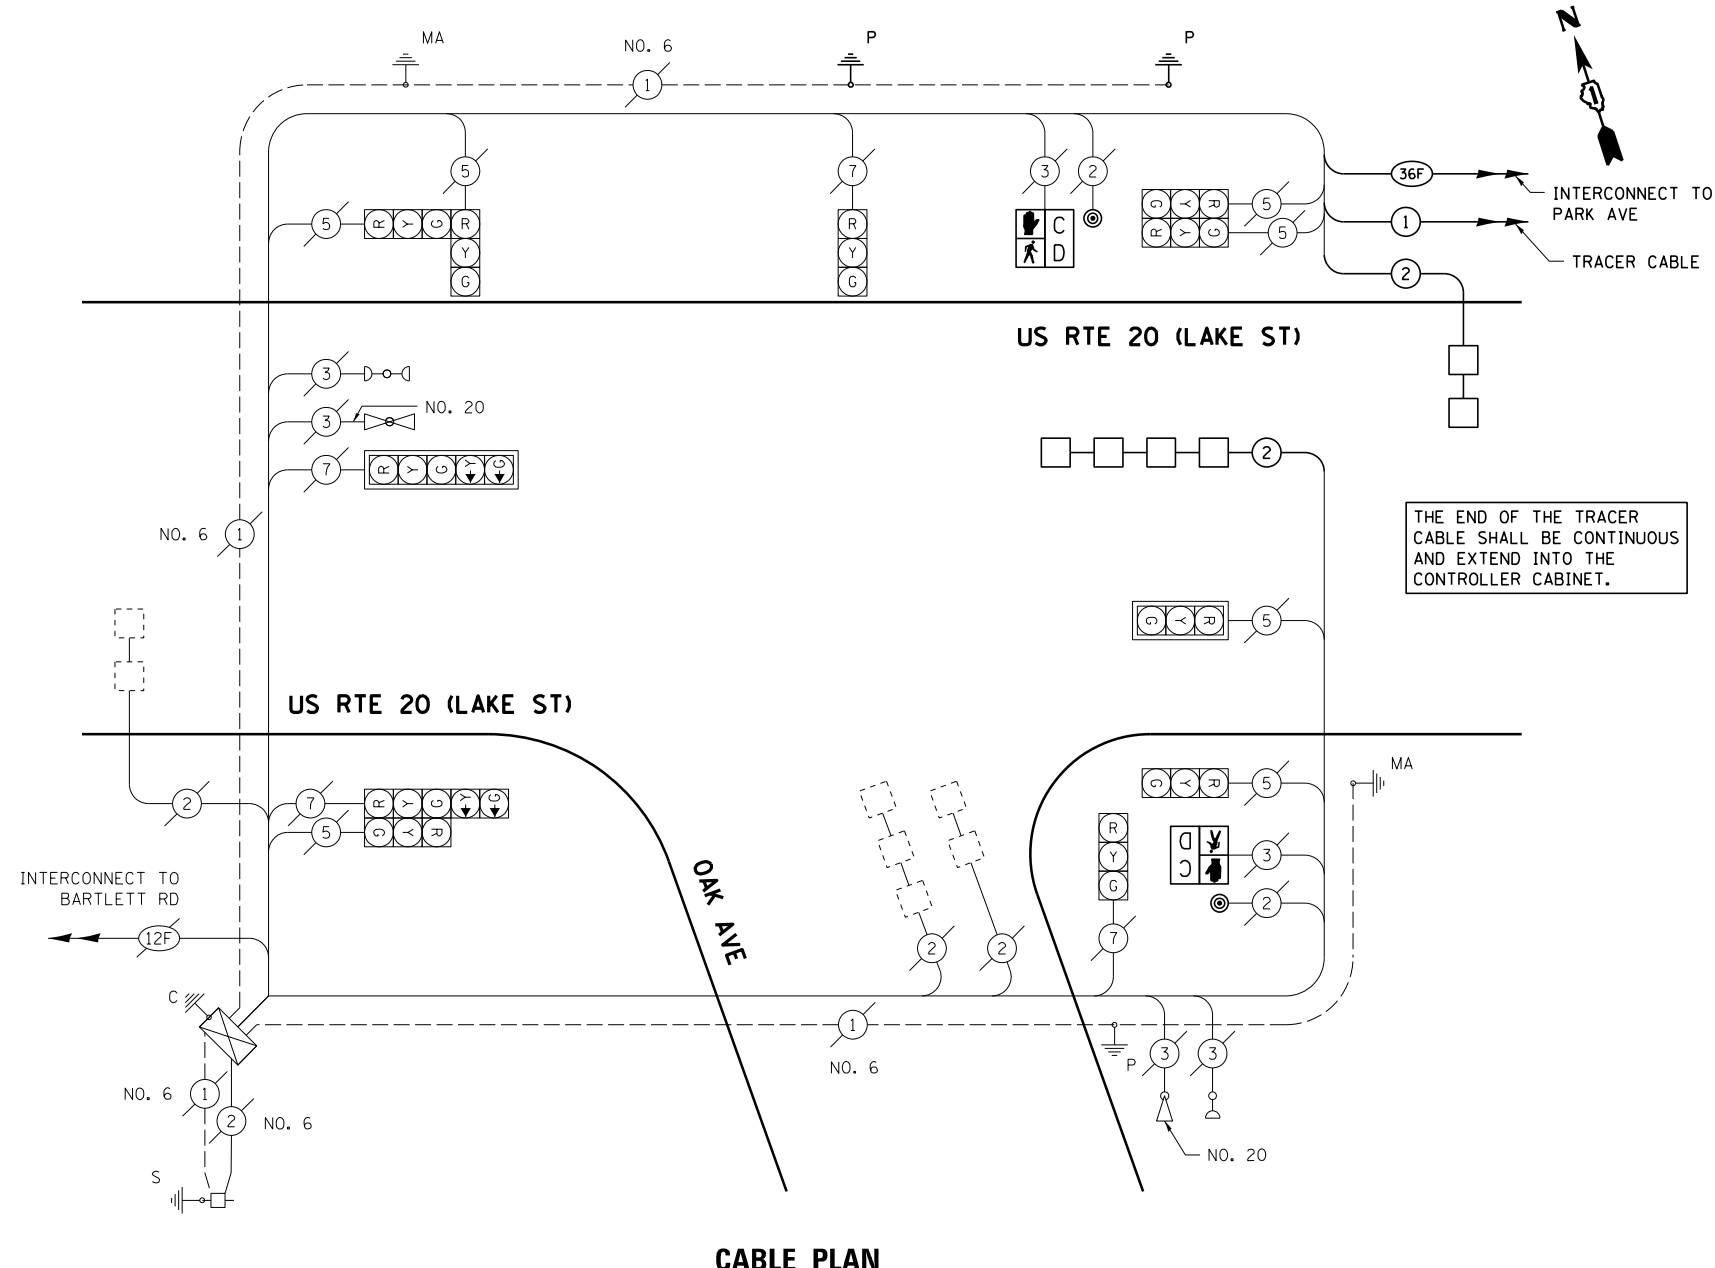 N
MA
NO. 6
P
P
1
1
5
7
3
2
36F
INTERCONNECT TO
PARK AVE
5
R Y G R
Y
G
R
Y
G
C
D
G Y R
5
R Y G
5
1
TRACER CABLE
2
US RTE 20 (LAKE ST)
3
3
NO. 20
7
R Y G Y G
2
NO. 6
1
THE END OF THE TRACER
CABLE SHALL BE CONTINUOUS
AND EXTEND INTO THE
CONTROLLER CABINET.
G Y R
5
US RTE 20 (LAKE ST)
MA
2
7
R Y G Y G
5
G Y R
G Y R
5
R
Y
G
D
C
3
2
OAK AVE
INTERCONNECT TO
BARTLETT RD
12F
2
2
7
C
1
NO. 6
P
3
3
NO. 6
1
2
NO. 6
NO. 20
S
CABLE PLAN